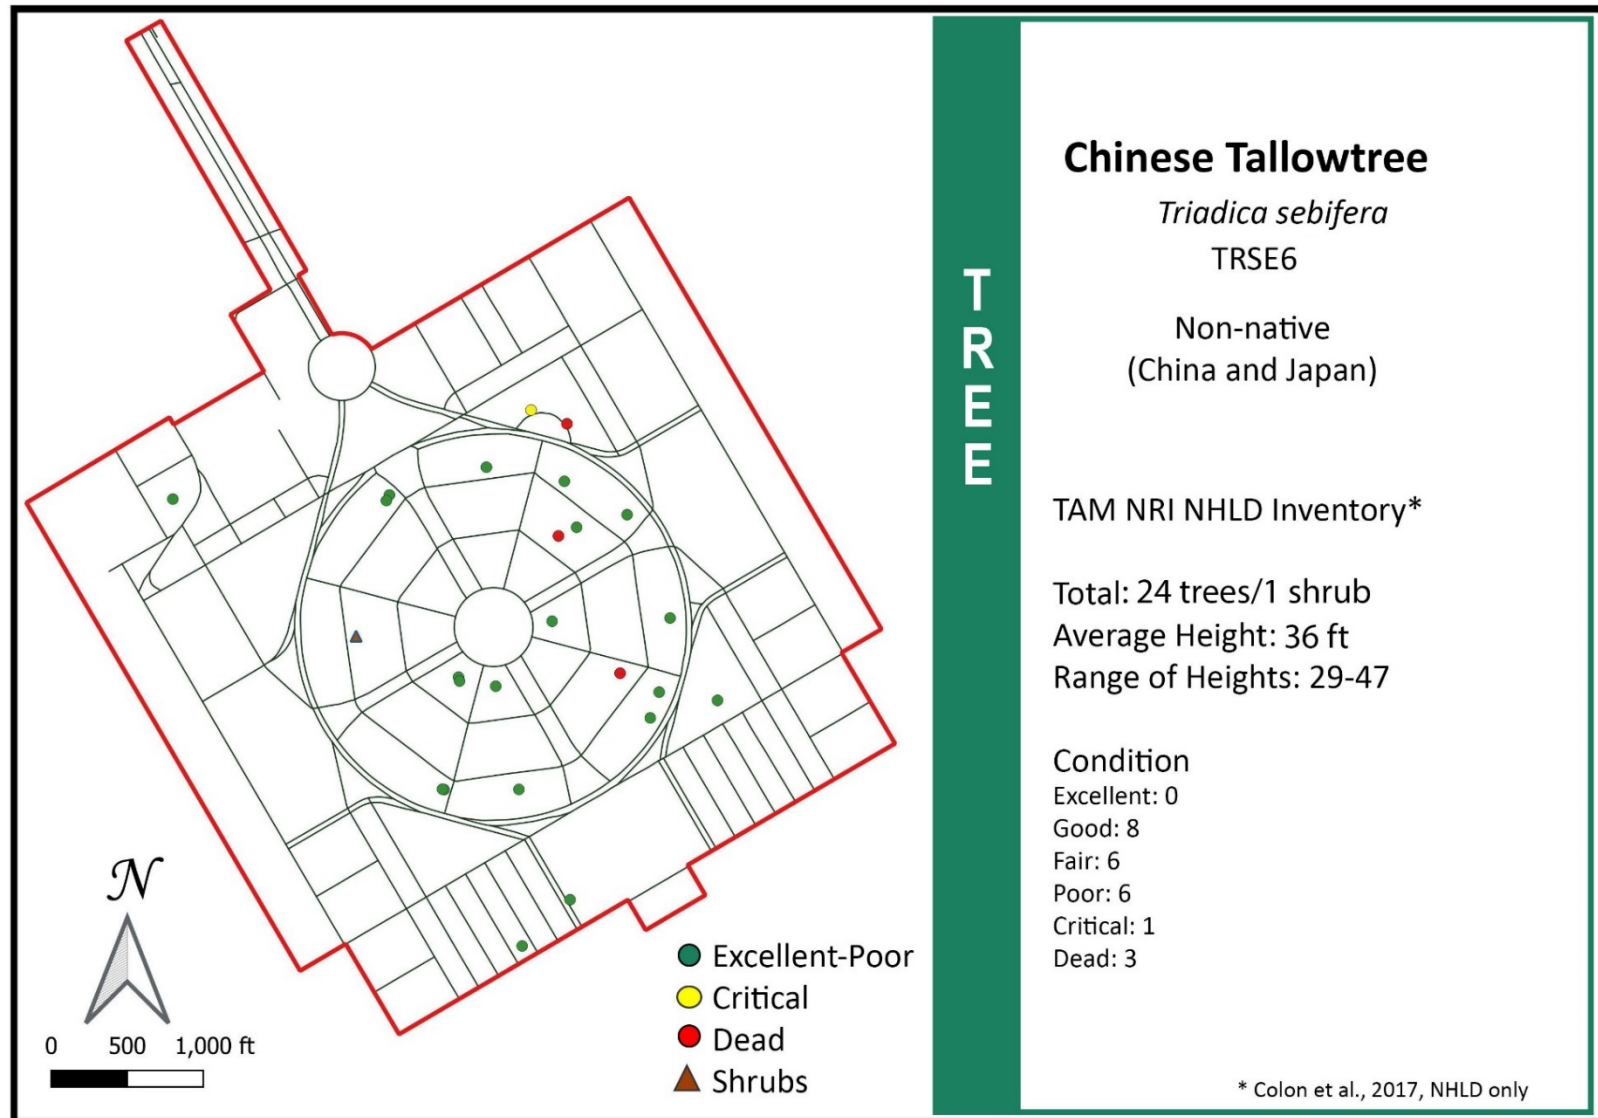 TREE
Chinese Tallowtree
Triadica sebifera
TRSE6
Non-native
(China and Japan)
TAM NRI NHLD Inventory*
Total: 24 trees/1 shrub
Average Height: 36 ft
Range of Heights: 29-47
Condition
Excellent: 0
Good: 8
Fair: 6
Poor: 6
Critical: 1
Dead: 3
* Colon et al., 2017, NHLD only
N
0 500 1,000 ft
Excellent-Poor
Critical
Dead
Shrubs